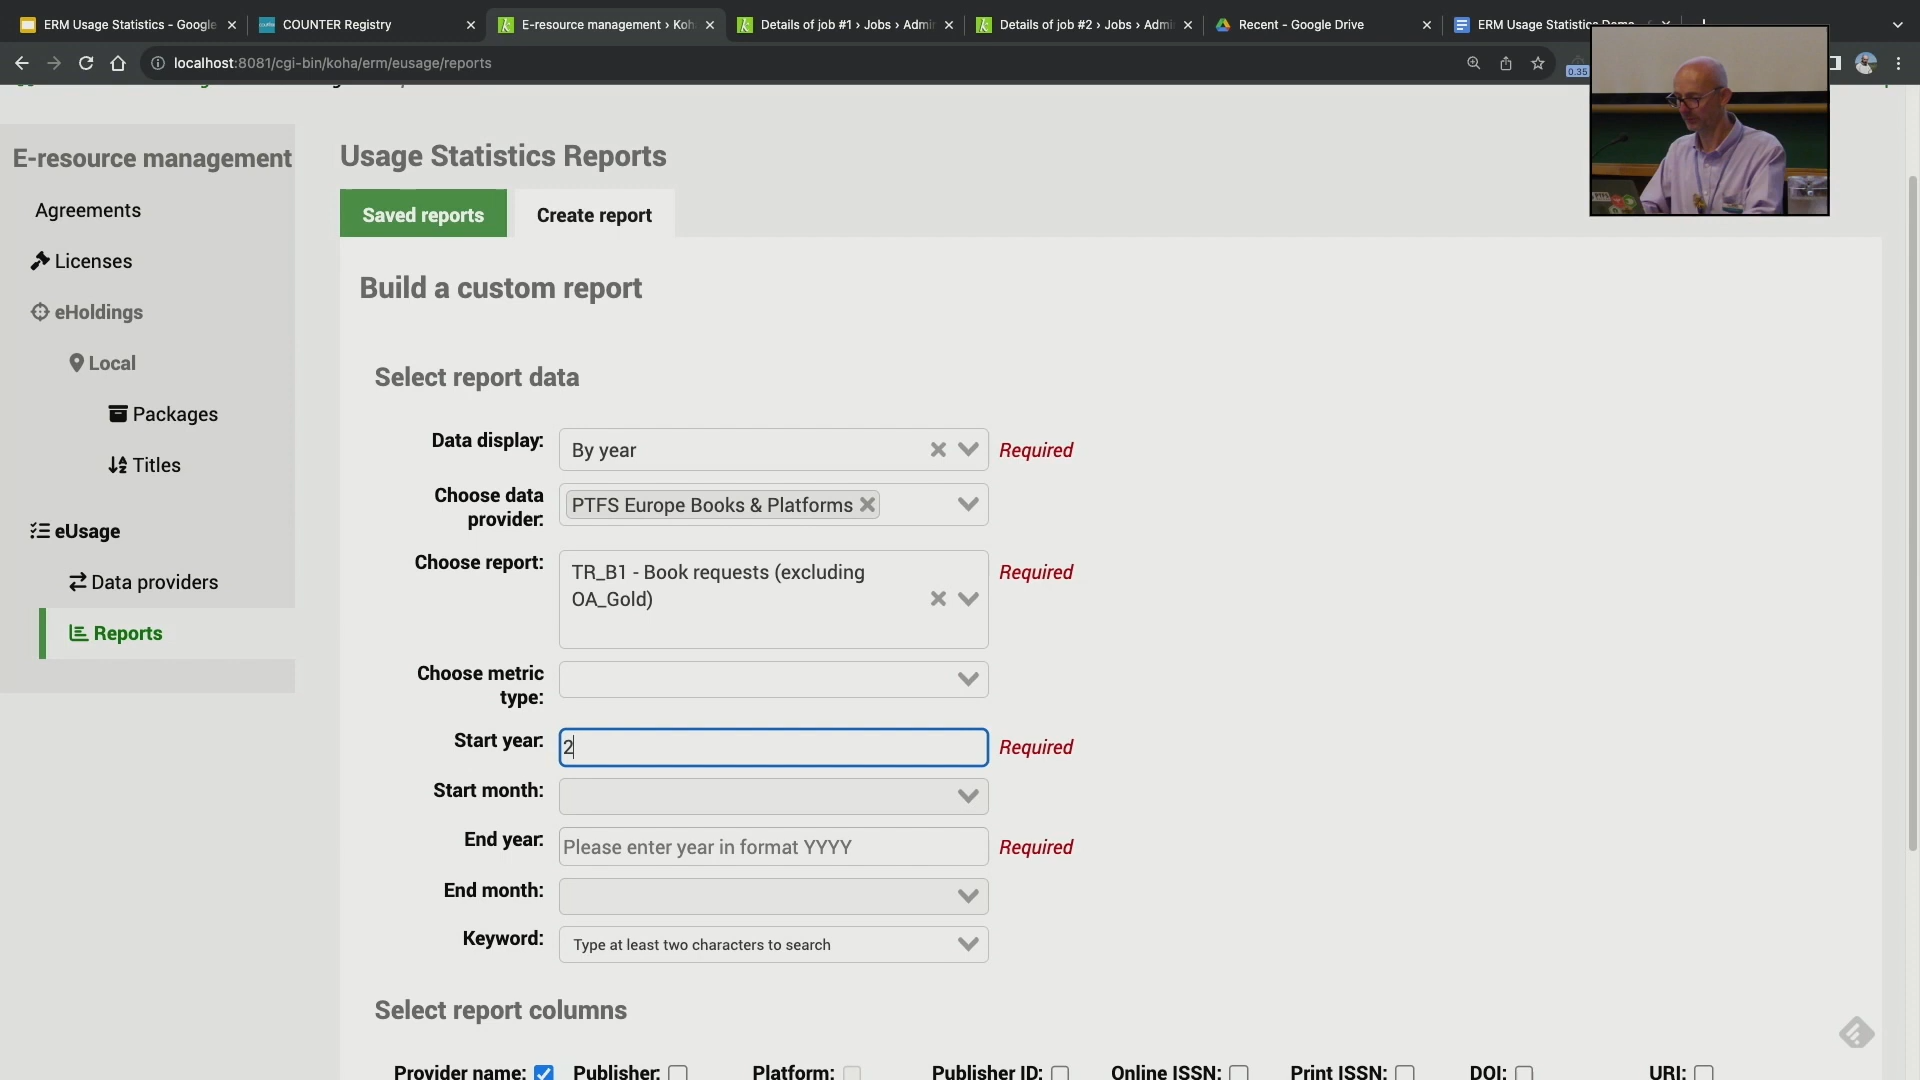 ERM Usage Statistics - Google
COUNTER Registry
E-resource management › Koh
Details of job #1 › Jobs › Admi
Details of job #2 › Jobs › Admi
Recent - Google Drive
ERM Usage Statistics Demo
localhost:8081/cgi-bin/koha/erm/eusage/reports
0.35
E-resource management
Agreements
Licenses
eHoldings
Local
Packages
Titles
eUsage
Data providers
Reports
Usage Statistics Reports
Saved reports
Create report
Build a custom report
Select report data
Data display:
By year
Required
Choose data
provider:
PTFS Europe Books & Platforms
Choose report:
TR_B1 - Book requests (excluding
OA_Gold)
Required
Choose metric
type:
Start year:
2
Required
Start month:
End year:
Please enter year in format YYYY
Required
End month:
Keyword:
Type at least two characters to search
Select report columns
Provider name:
Publisher:
Platform:
Publisher ID:
Online ISSN:
Print ISSN:
DOI:
URI: